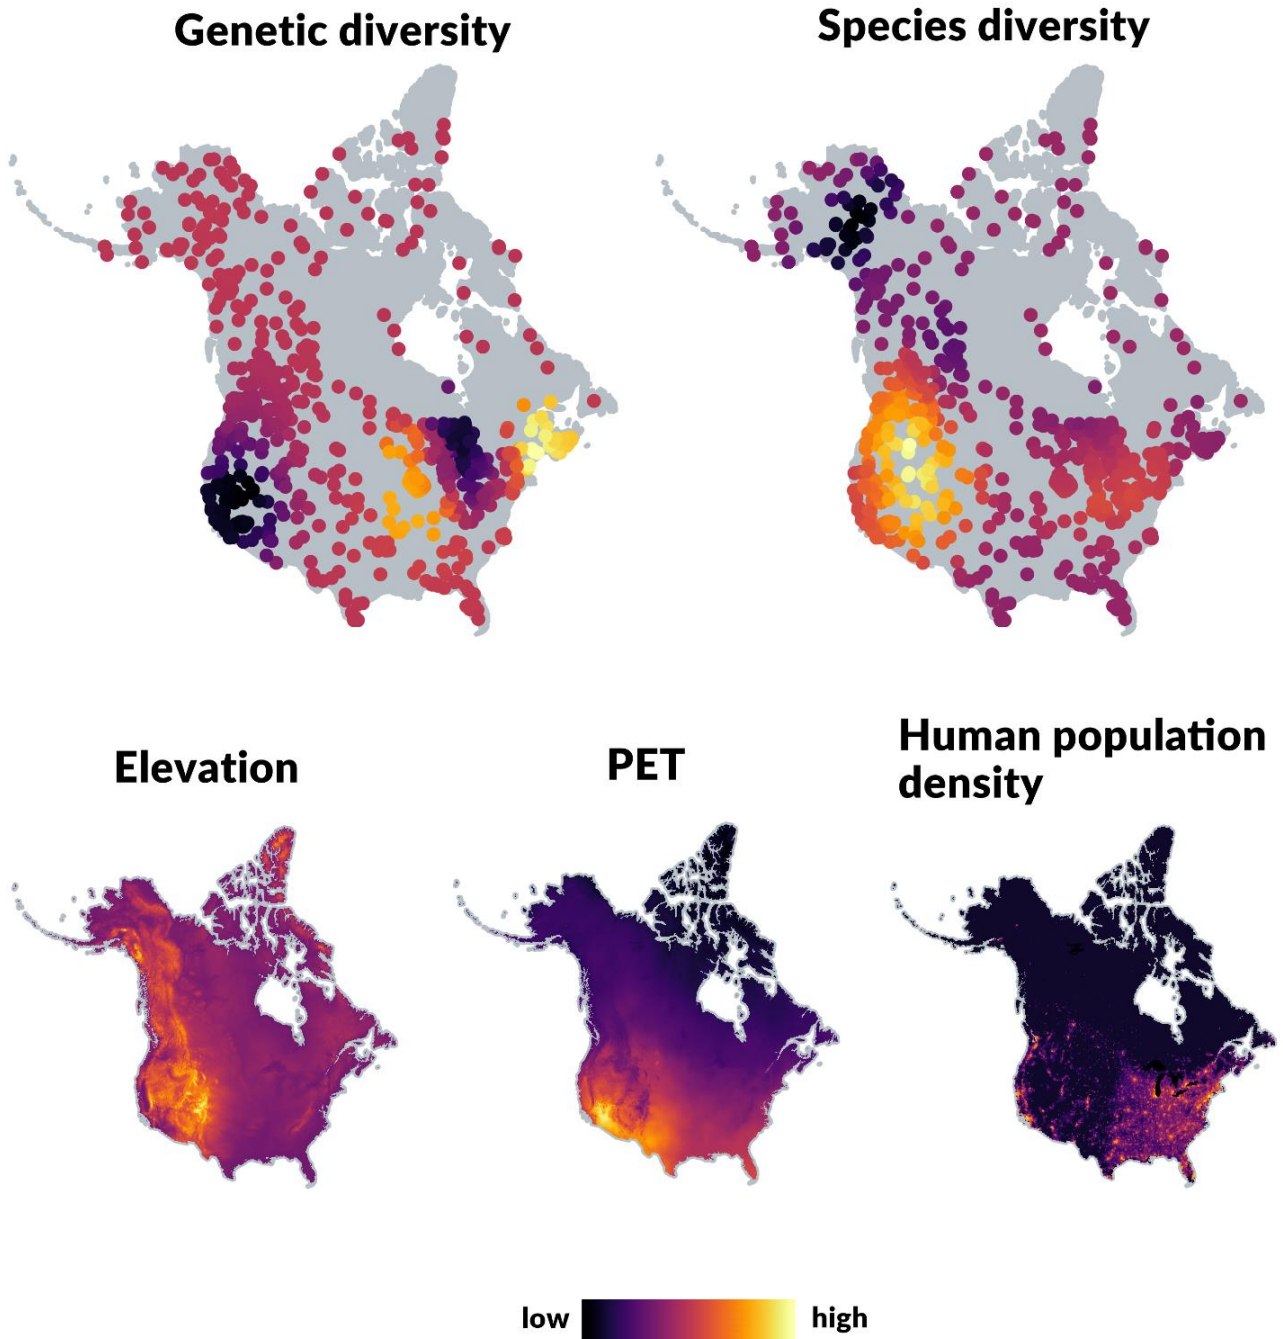 Genetic diversity
Species diversity
Elevation
PET
Human population
density
low
high